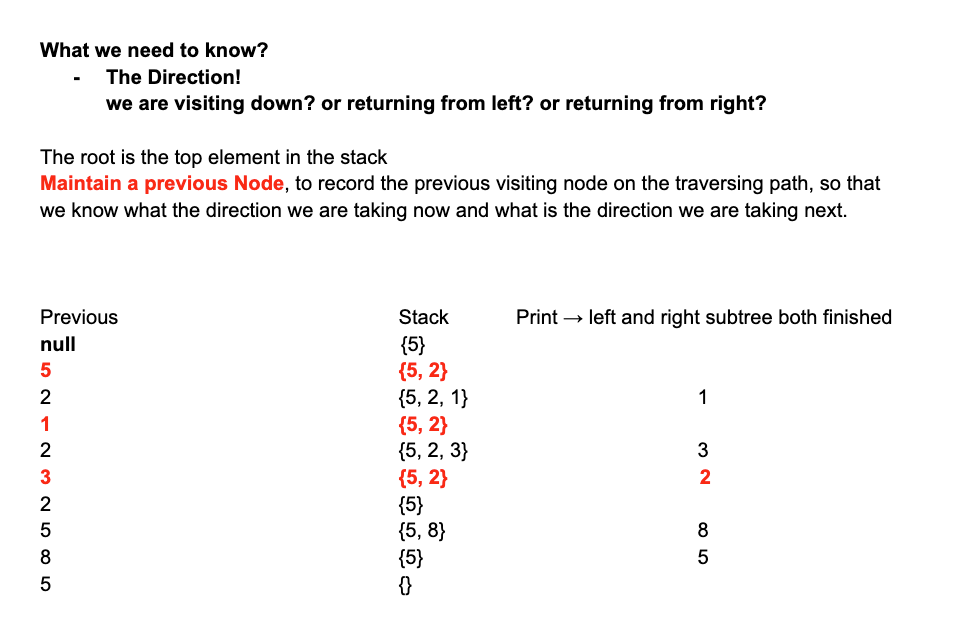 What we need to know?
- The Direction!
we are visiting down? or returning from left? or returning from right?
The root is the top element in the stack
Maintain a previous Node, to record the previous visiting node on the traversing path, so that
we know what the direction we are taking now and what is the direction we are taking next.
Previous Stack Print → left and right subtree both finished
null {5}
5 {5, 2}
2 {5, 2, 1} 1
1 {5, 2}
2 {5, 2, 3} 3
3 {5, 2} 2
2 {5}
5 {5, 8} 8
8 {5} 5
5 {}